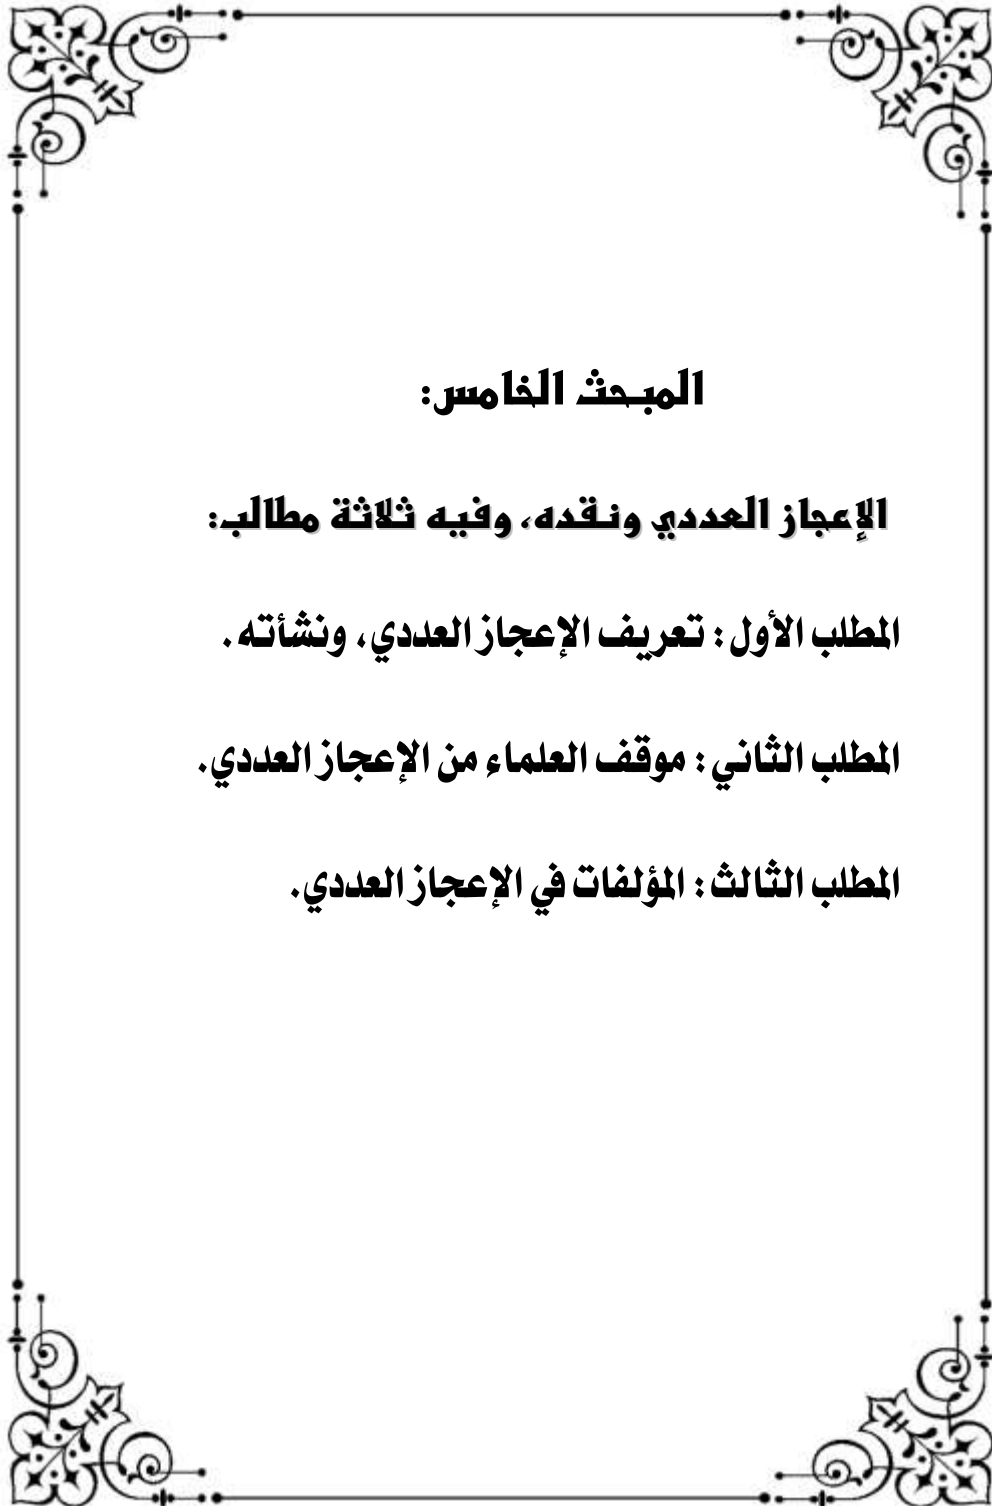 المبحث الخامس:
الإعجاز العددي ونقده، وفيه ثلاثة مطالب:
المطلب الأول: تعريف الإعجاز العددي، ونشأته.
المطلب الثاني: موقف العلماء من الإعجاز العددي.
المطلب الثالث: المؤلفات في الإعجاز العددي.